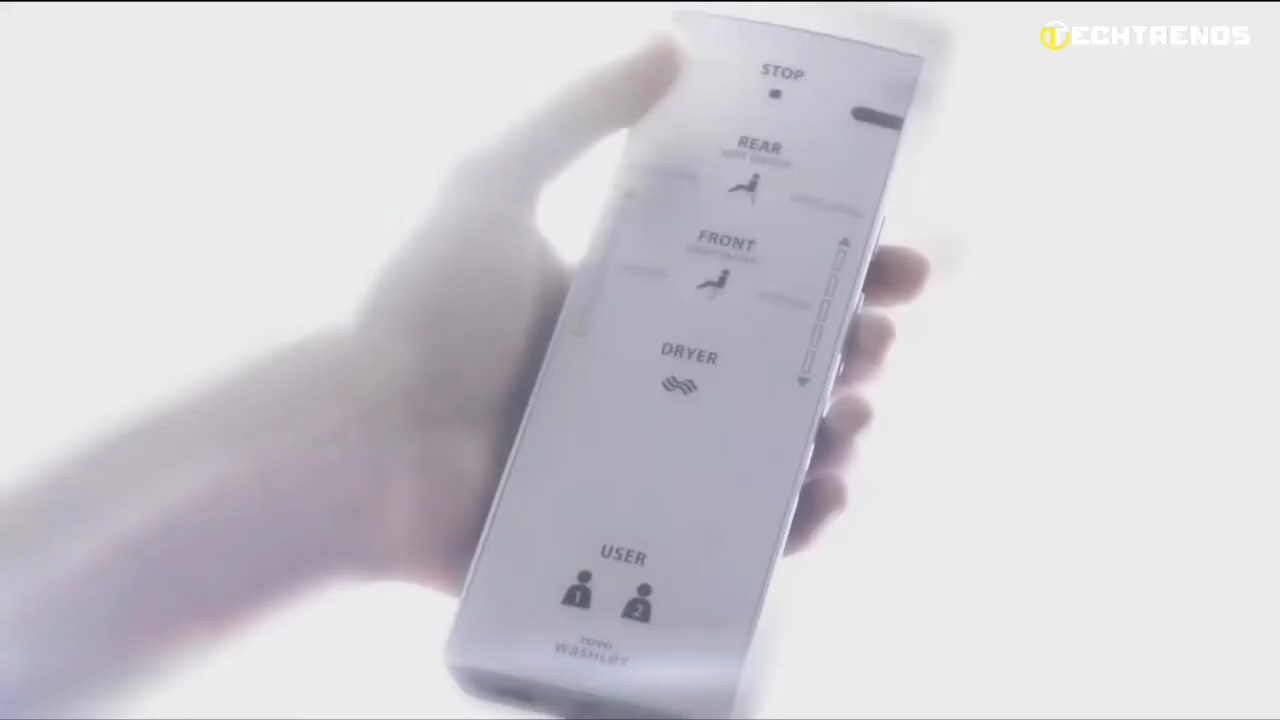 TECHTRENDS
STOP
REAR
FRONT
DRYER
USER
1 2
TOTO
WASHLET